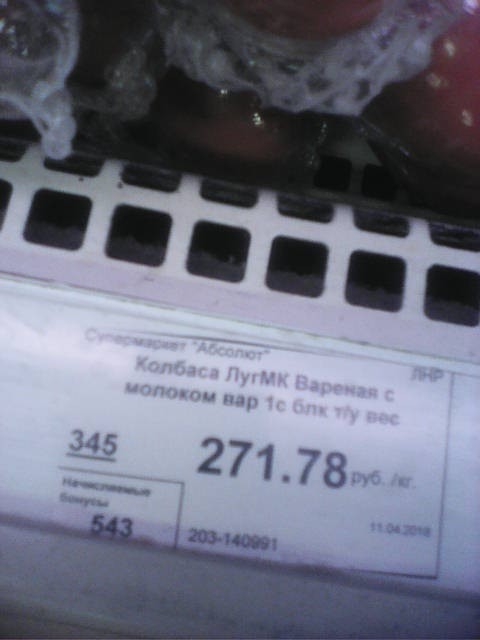 Супермаркет "Абсолют"
ЛНР
Колбаса ЛугМК Вареная с
молоком вар 1с блк т/у вес
345
271.78 руб. /кг.
Начисляемые
бонусы
543
203-140991
11.04.2018